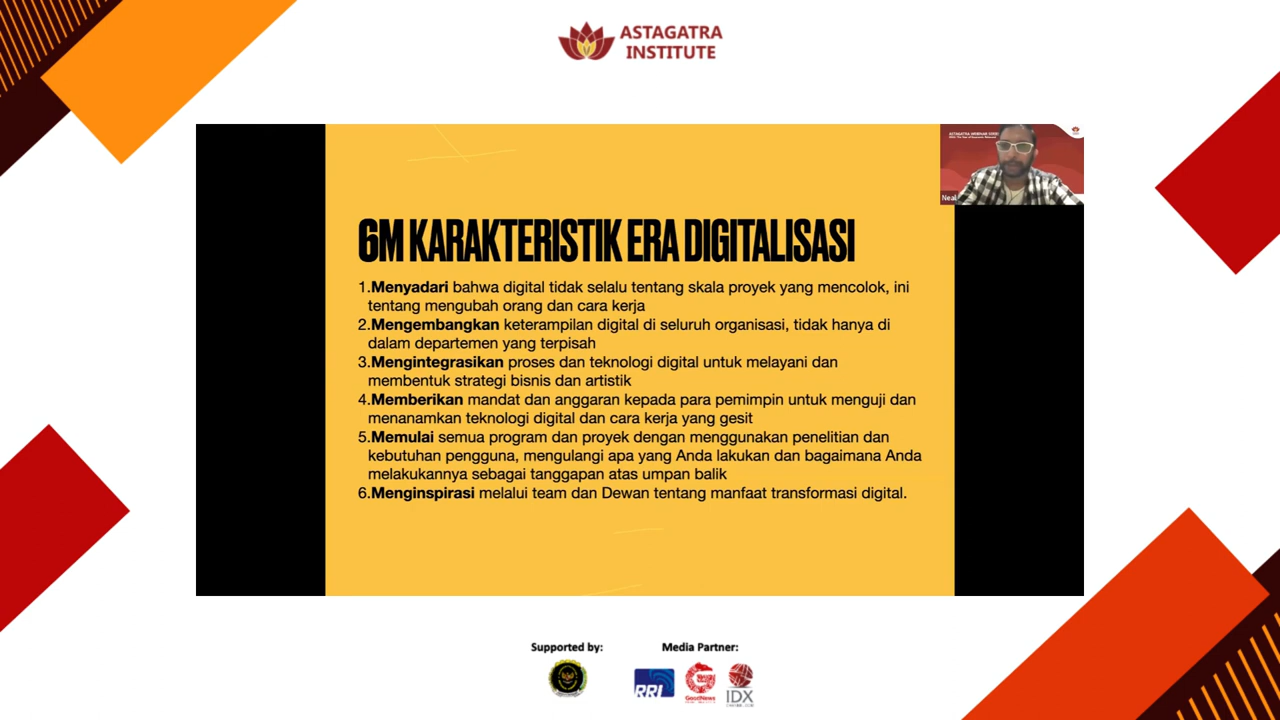 ASTAGATRA
INSTITUTE
6M KARAKTERISTIK ERA DIGITALISASI
1.Menyadari bahwa digital tidak selalu tentang skala proyek yang mencolok, ini
tentang mengubah orang dan cara kerja
2.Mengembangkan keterampilan digital di seluruh organisasi, tidak hanya di
dalam departemen yang terpisah
3.Mengintegrasikan proses dan teknologi digital untuk melayani dan
membentuk strategi bisnis dan artistik
4.Memberikan mandat dan anggaran kepada para pemimpin untuk menguji dan
menanamkan teknologi digital dan cara kerja yang gesit
5.Memulai semua program dan proyek dengan menggunakan penelitian dan
kebutuhan pengguna, mengulangi apa yang Anda lakukan dan bagaimana Anda
melakukannya sebagai tanggapan atas umpan balik
6.Menginspirasi melalui team dan Dewan tentang manfaat transformasi digital.
ASTAGATRA WEBINAR
Neal
Supported by:
Media Partner:
RRI
GoodNews
IDX